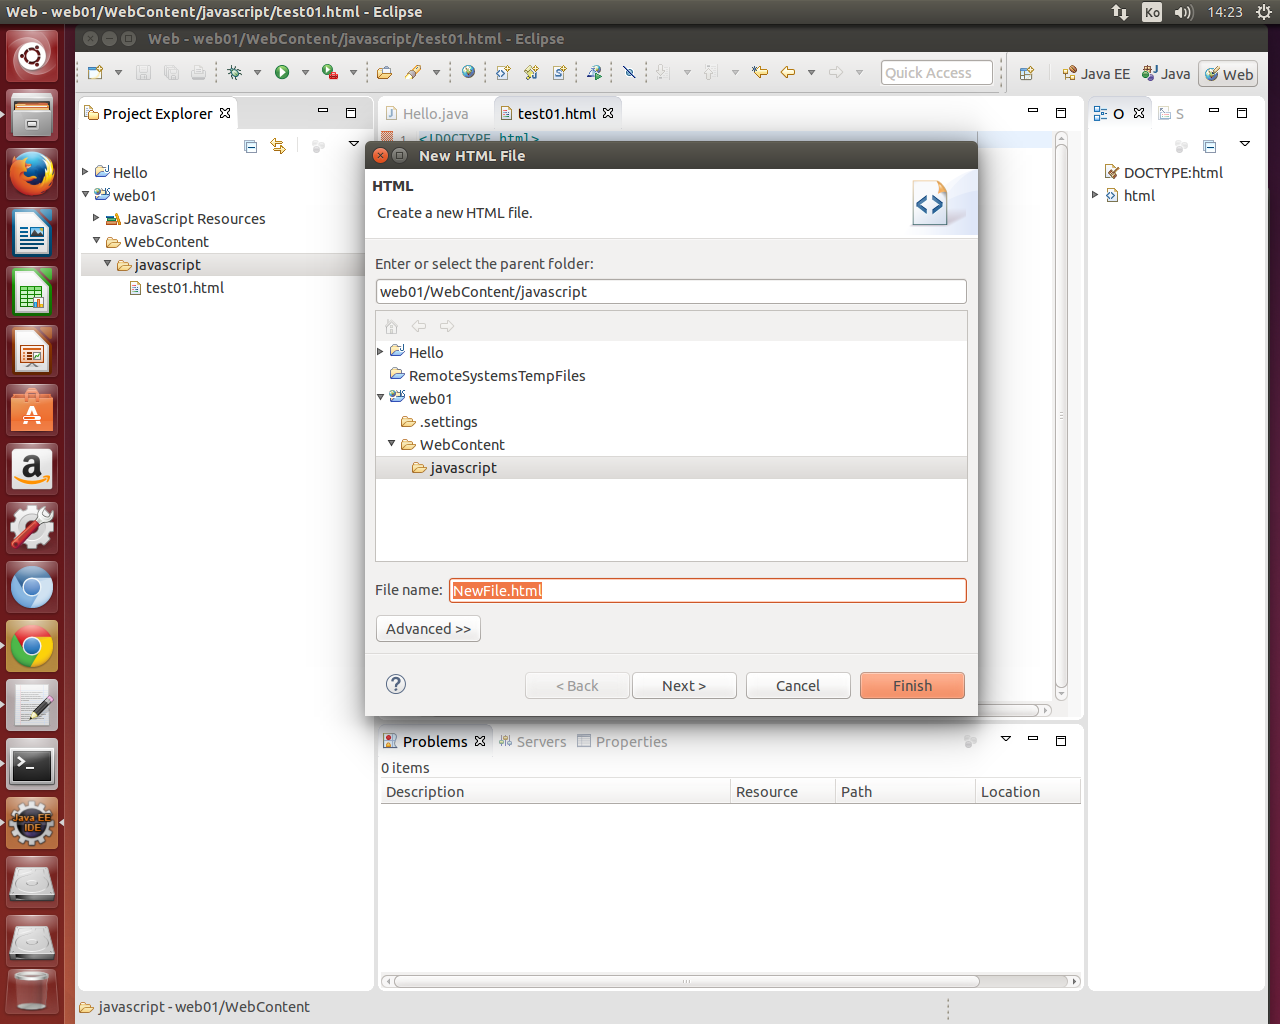 Web - web01/WebContent/javascript/test01.html - Eclipse
Ko
14:23
Web - web01/WebContent/javascript/test01.html - Eclipse
Quick Access
Java EE
Java
Web
Project Explorer
Hello.java
test01.html
O
S
1 <!DOCTYPE html>
Hello
web01
JavaScript Resources
WebContent
javascript
test01.html
New HTML File
HTML
Create a new HTML file.
Enter or select the parent folder:
web01/WebContent/javascript
Hello
RemoteSystemsTempFiles
web01
.settings
WebContent
javascript
File name: NewFile.html
Advanced >>
< Back
Next >
Cancel
Finish
DOCTYPE:html
html
Problems
Servers
Properties
0 items
Description
Resource
Path
Location
Java EE
IDE
javascript - web01/WebContent